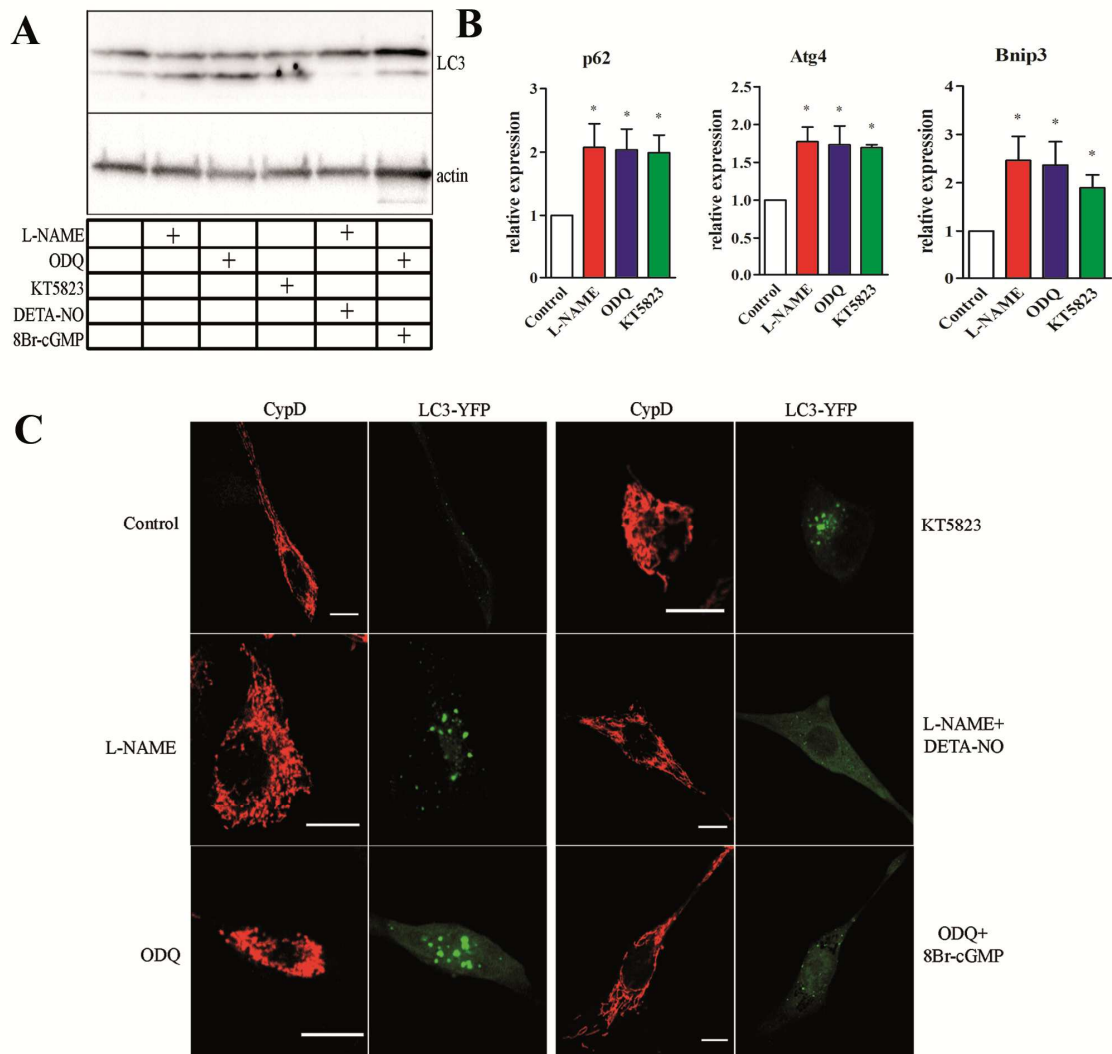 A
LC3
actin
L-NAME + +
ODQ + +
KT5823 +
DETA-NO +
8Br-cGMP +
B
p62
relative expression
3
2
1
0
*
*
*
Control
L-NAME
ODQ
KT5823
Atg4
relative expression
2.5
2.0
1.5
1.0
0.5
0.0
*
*
*
Control
L-NAME
ODQ
KT5823
Bnip3
relative expression
4
3
2
1
0
*
*
*
Control
L-NAME
ODQ
KT5823
C
CypD LC3-YFP CypD LC3-YFP
Control
KT5823
L-NAME
L-NAME+
DETA-NO
ODQ
ODQ+
8Br-cGMP